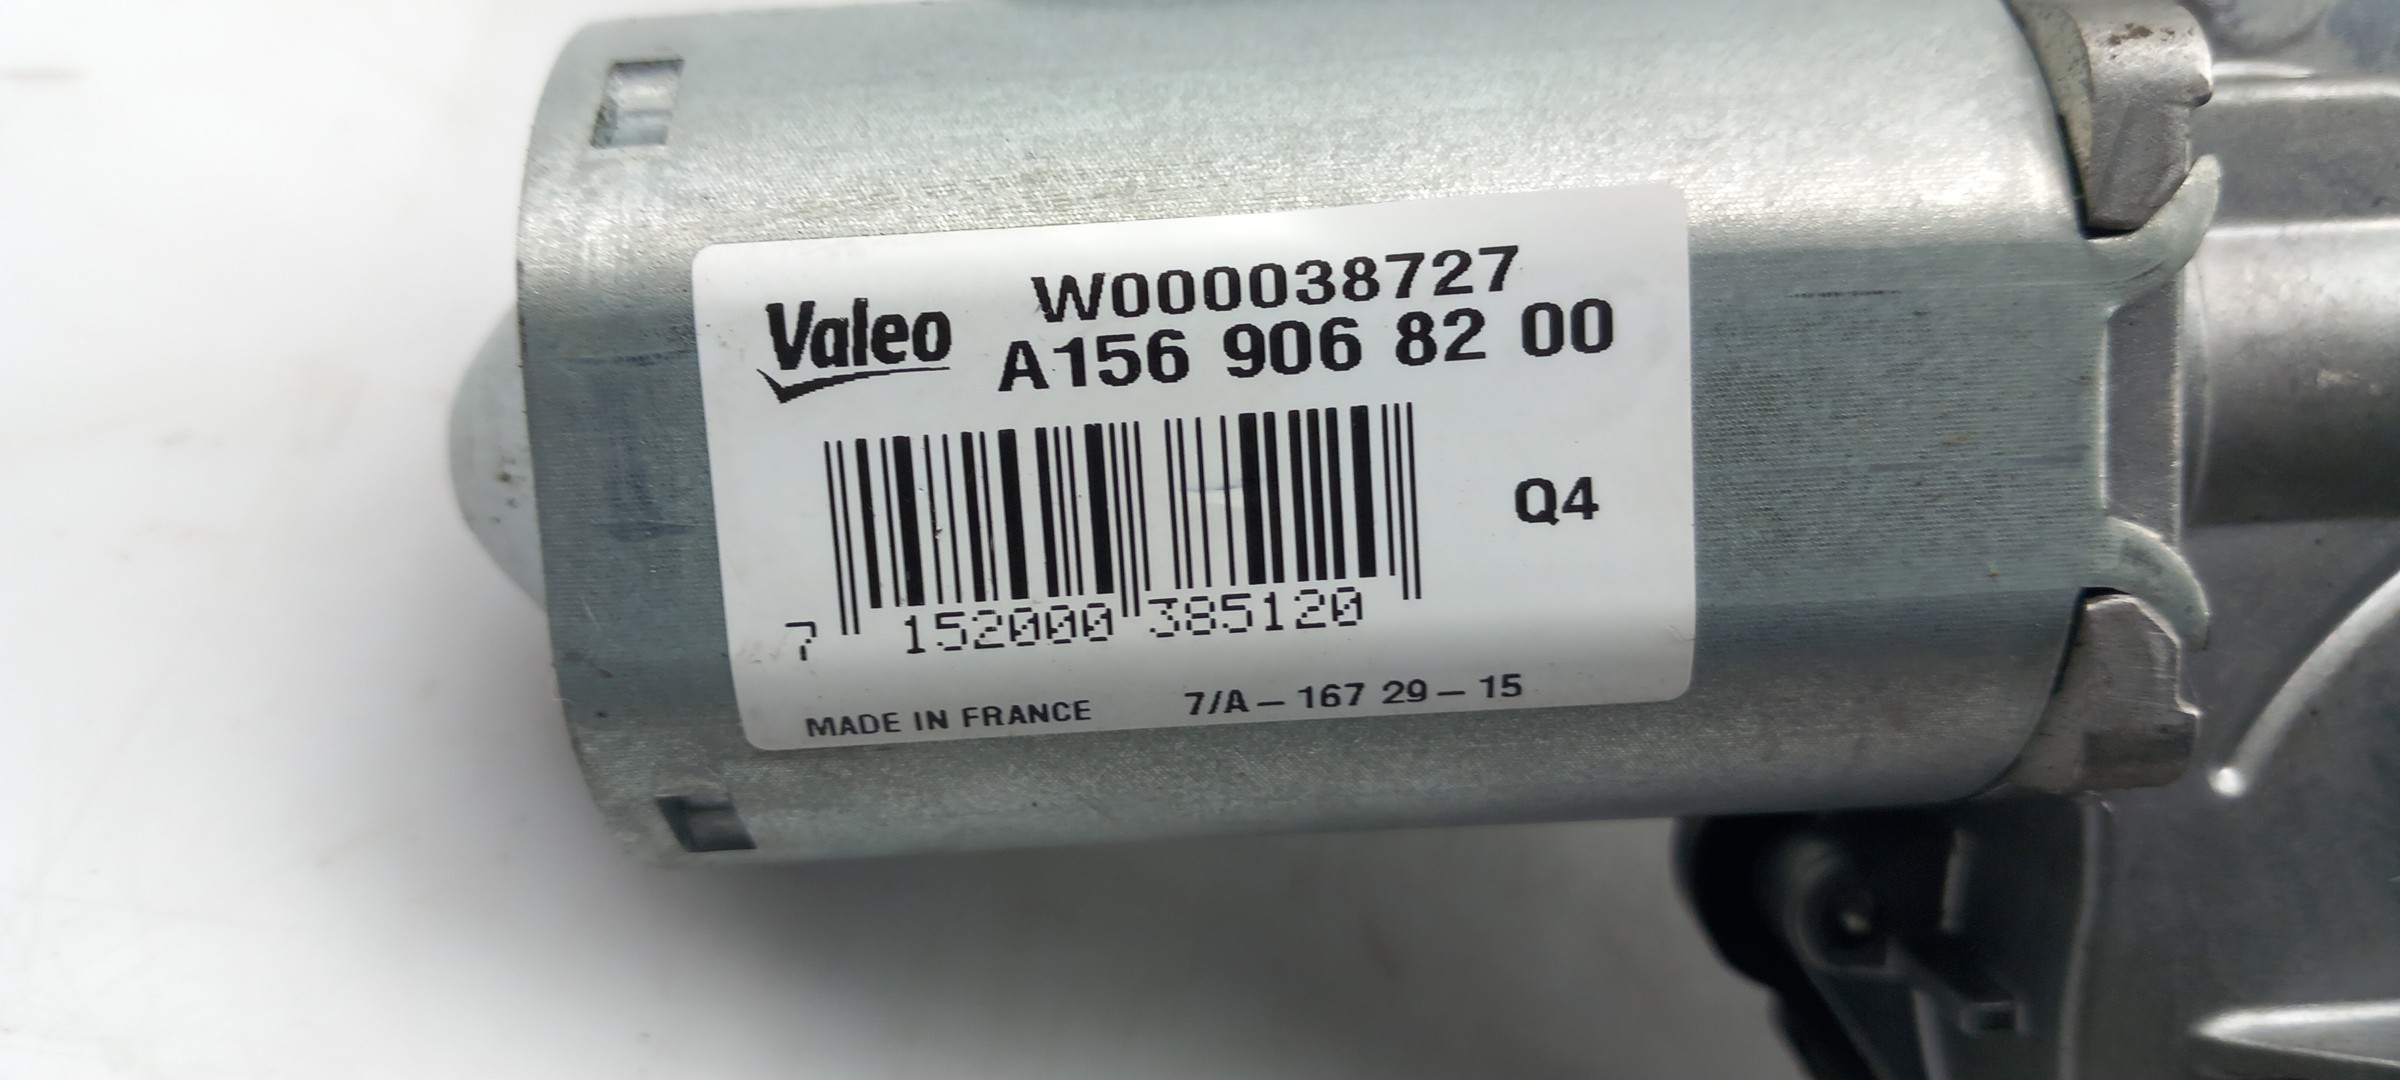 Valeo
W000038727
A156 906 82 00
Q4
7 152000 385120
MADE IN FRANCE 7/A – 167 29 – 15